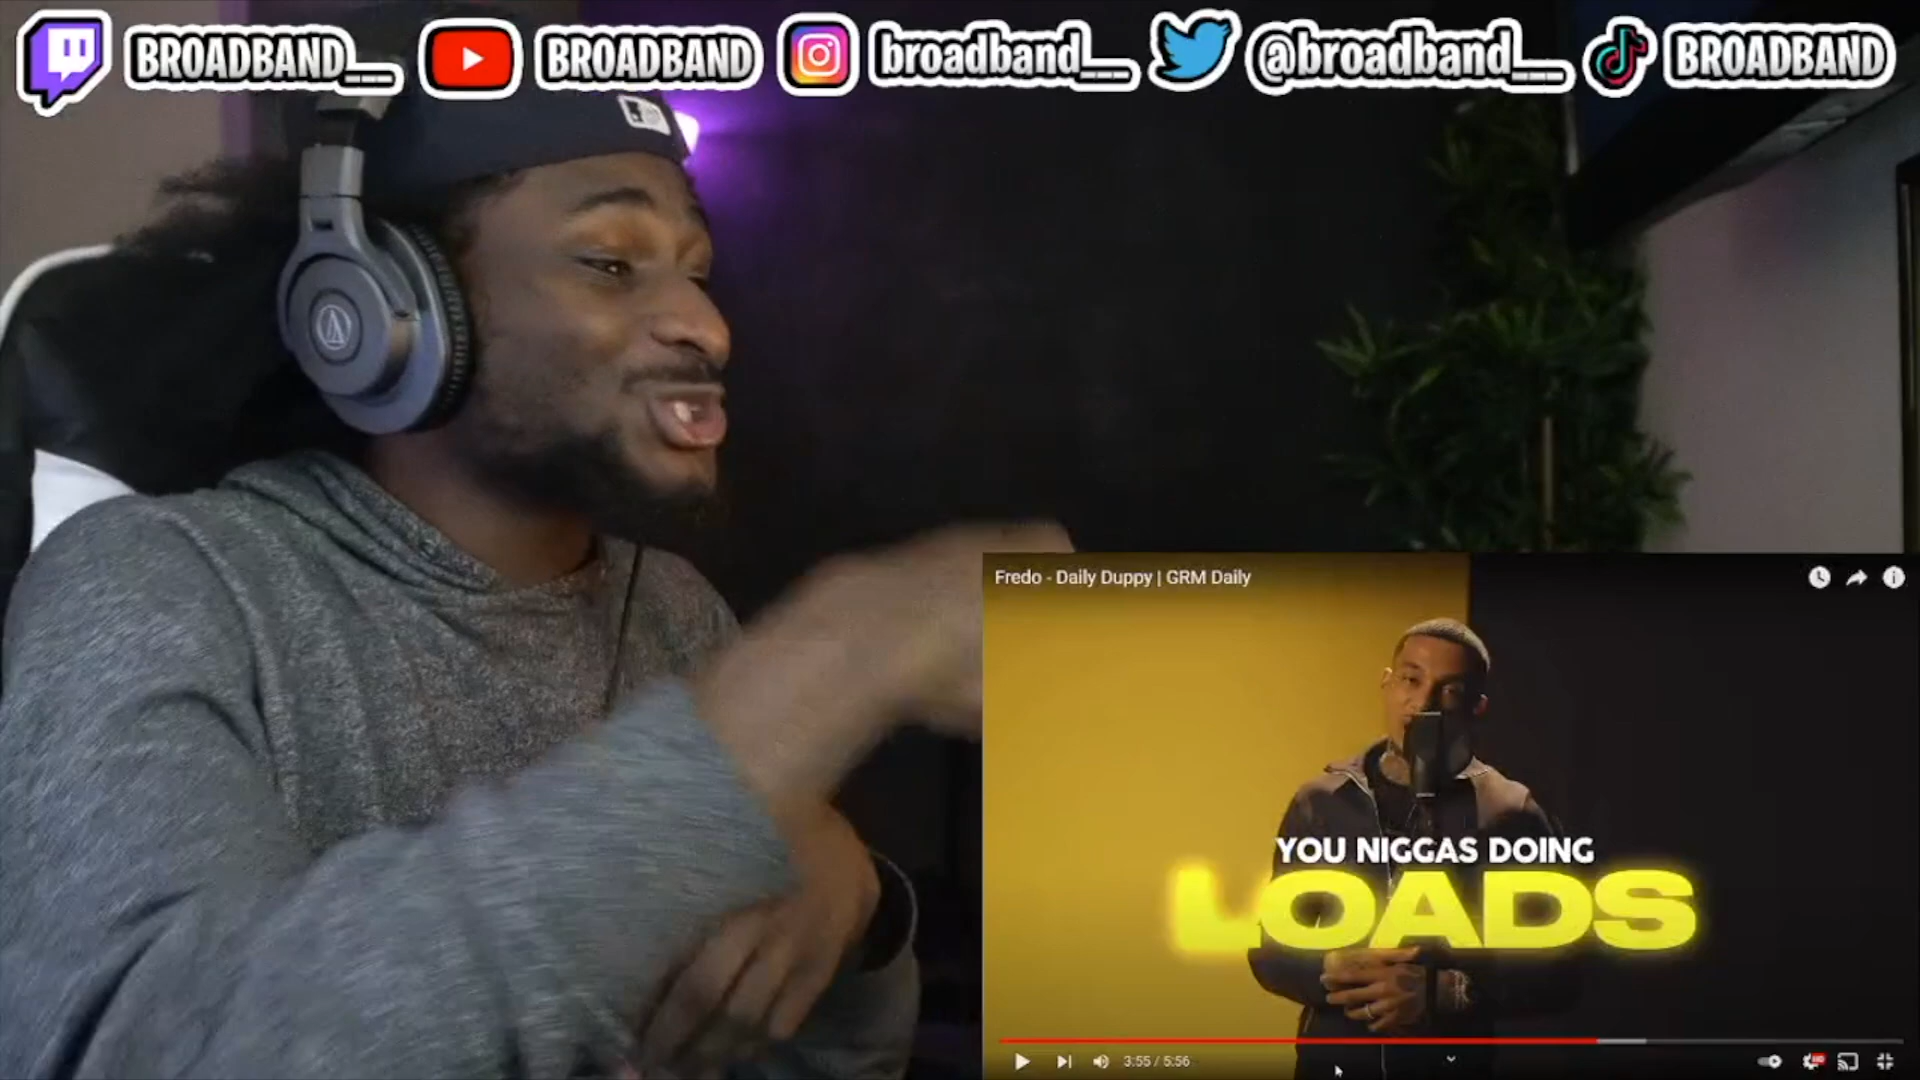 BROADBAND__ BROADBAND broadband__ @broadband__ BROADBAND
Fredo - Daily Duppy | GRM Daily
YOU NIGGAS DOING
LOADS
3:55 / 5:56